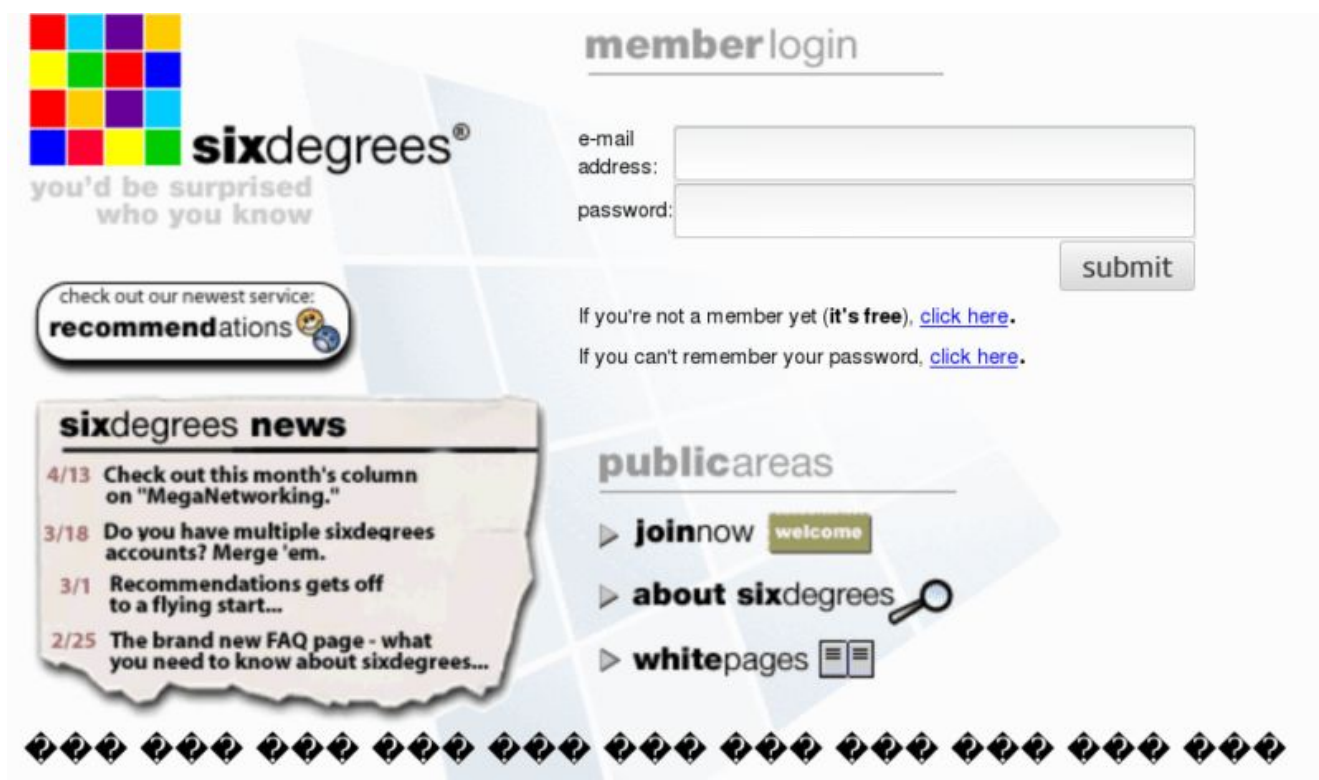 sixdegrees®
you'd be surprised
who you know
check out our newest service:
recommendations
sixdegrees news
4/13 Check out this month's column
on "MegaNetworking."
3/18 Do you have multiple sixdegrees
accounts? Merge 'em.
3/1 Recommendations gets off
to a flying start...
2/25 The brand new FAQ page - what
you need to know about sixdegrees...
memberlogin
e-mail
address:
password:
submit
If you're not a member yet (it's free), click here.
If you can't remember your password, click here.
publicareas
joinnow welcome
about sixdegrees
whitepages
��� ��� ��� ��� ��� ��� ��� ��� ��� ��� ���